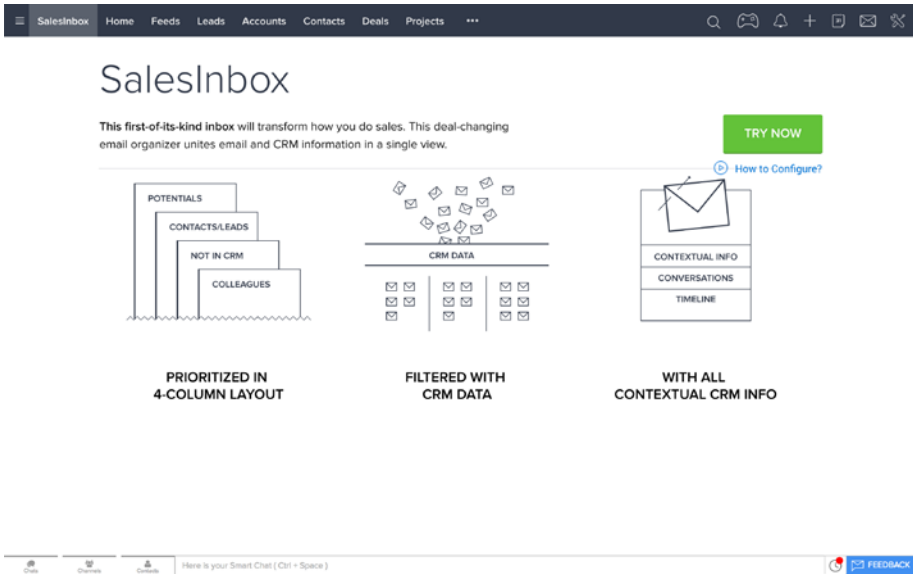 SalesInbox Home Feeds Leads Accounts Contacts Deals Projects •••
SalesInbox
This first-of-its-kind inbox will transform how you do sales. This deal-changing
email organizer unites email and CRM information in a single view.
TRY NOW
How to Configure?
POTENTIALS
CONTACTS/LEADS
NOT IN CRM
COLLEAGUES
CRM DATA
CONTEXTUAL INFO
CONVERSATIONS
TIMELINE
PRIORITIZED IN
4-COLUMN LAYOUT
FILTERED WITH
CRM DATA
WITH ALL
CONTEXTUAL CRM INFO
Chats Channels Contacts Here is your Smart Chat ( Ctrl + Space ) FEEDBACK